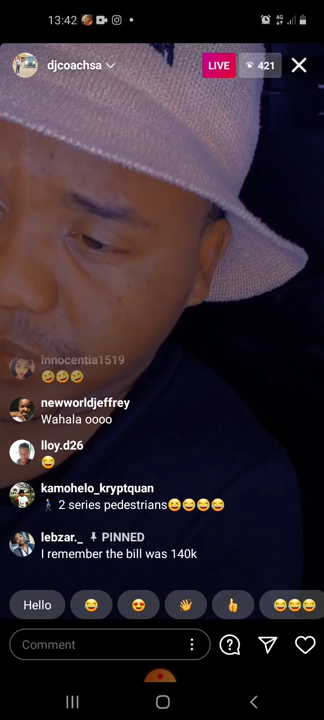 13:42
4G
djcoachsa
LIVE
421
innocentia1519
🤣🤣🤣
newworldjeffrey
Wahala oooo
lloy.d26
😅
kamohelo_kryptquan
🚶🏿 2 series pedestrians😆😂😂😂
lebzar._ PINNED
I remember the bill was 140k
Hello 😂 😍 👋 👍 😂😂😂
Comment